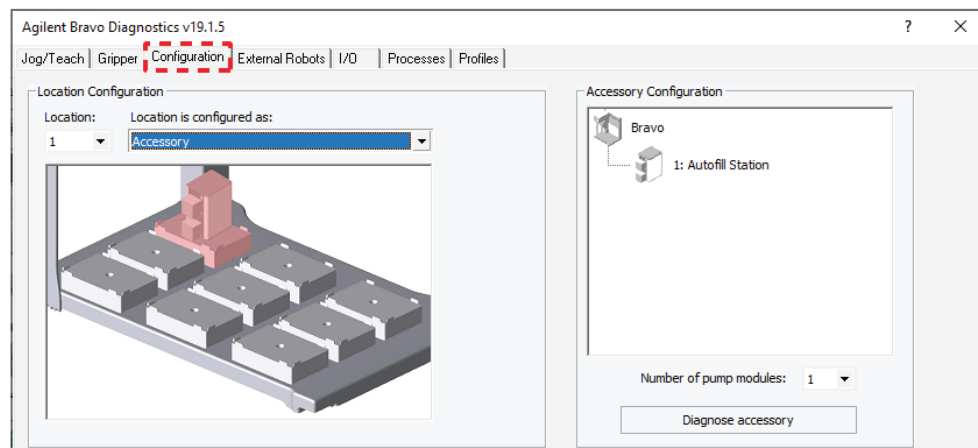 Agilent Bravo Diagnostics v19.1.5 ?
Jog/Teach Gripper Configuration External Robots I/O Processes Profiles
Location Configuration
Location: Location is configured as:
1 Accessory
Accessory Configuration
Bravo
1: Autofill Station
Number of pump modules: 1
Diagnose accessory